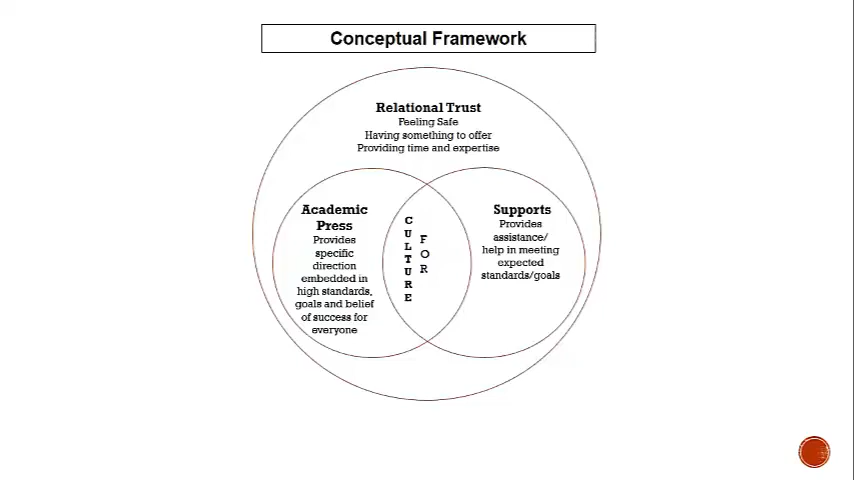 Conceptual Framework
Relational Trust
Feeling Safe
Having something to offer
Providing time and expertise
Academic
Press
Provides
specific
direction
embedded in
high standards,
goals and belief
of success for
everyone
CULTURE
FOR
Supports
Provides
assistance/
help in meeting
expected
standards/goals